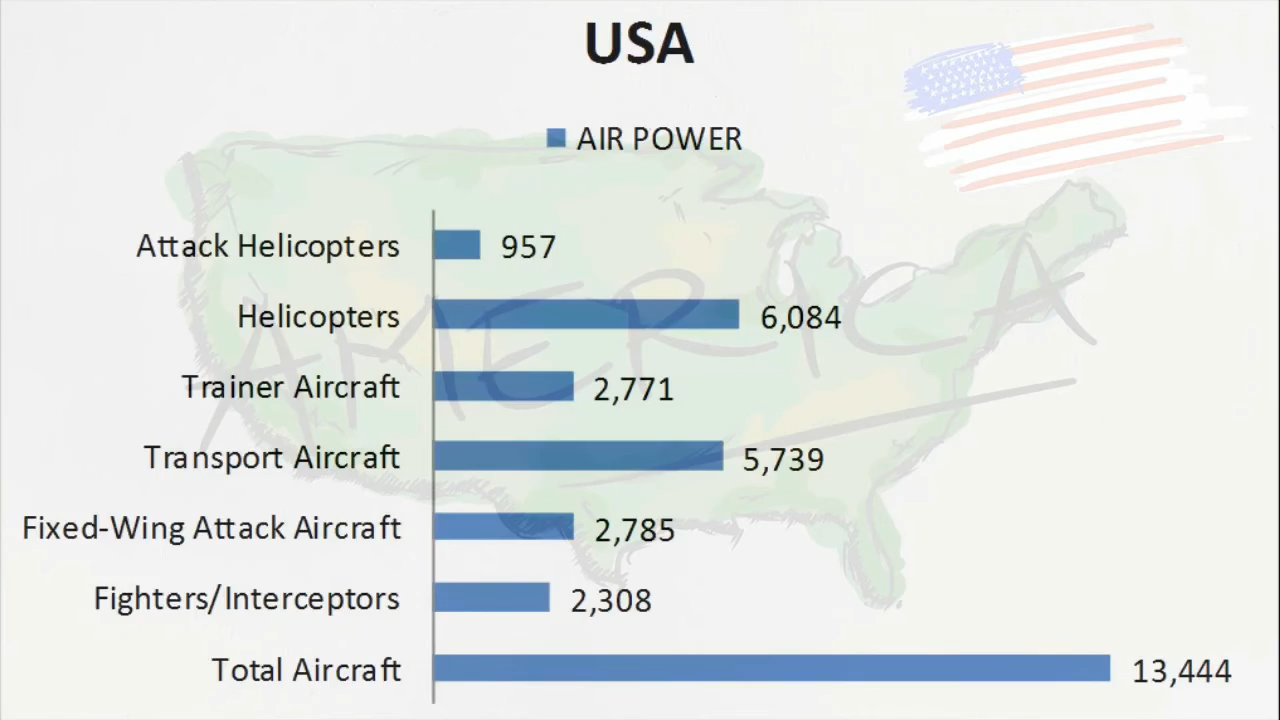 USA
AIR POWER
Attack Helicopters 957
Helicopters 6,084
Trainer Aircraft 2,771
Transport Aircraft 5,739
Fixed-Wing Attack Aircraft 2,785
Fighters/Interceptors 2,308
Total Aircraft 13,444
AMERICA